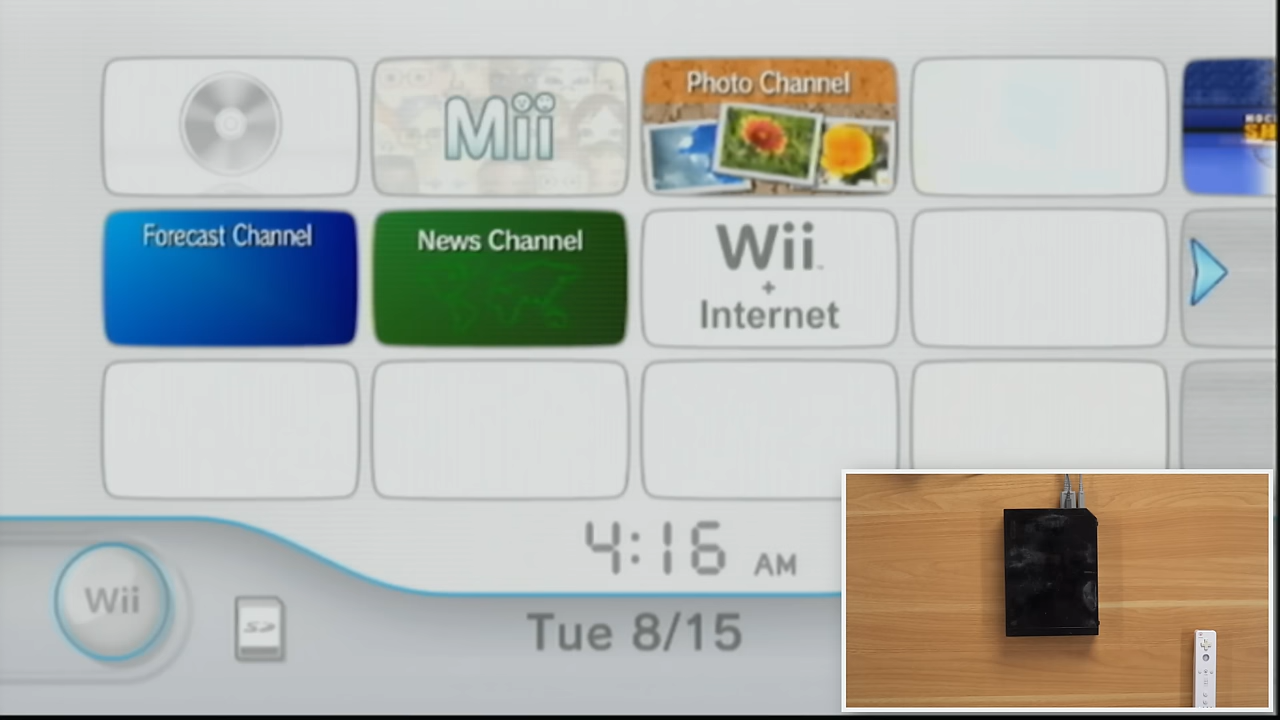 Mii
Photo Channel
Forecast Channel
News Channel
Wii
+
Internet
4:16 AM
Wii
SD
Tue 8/15